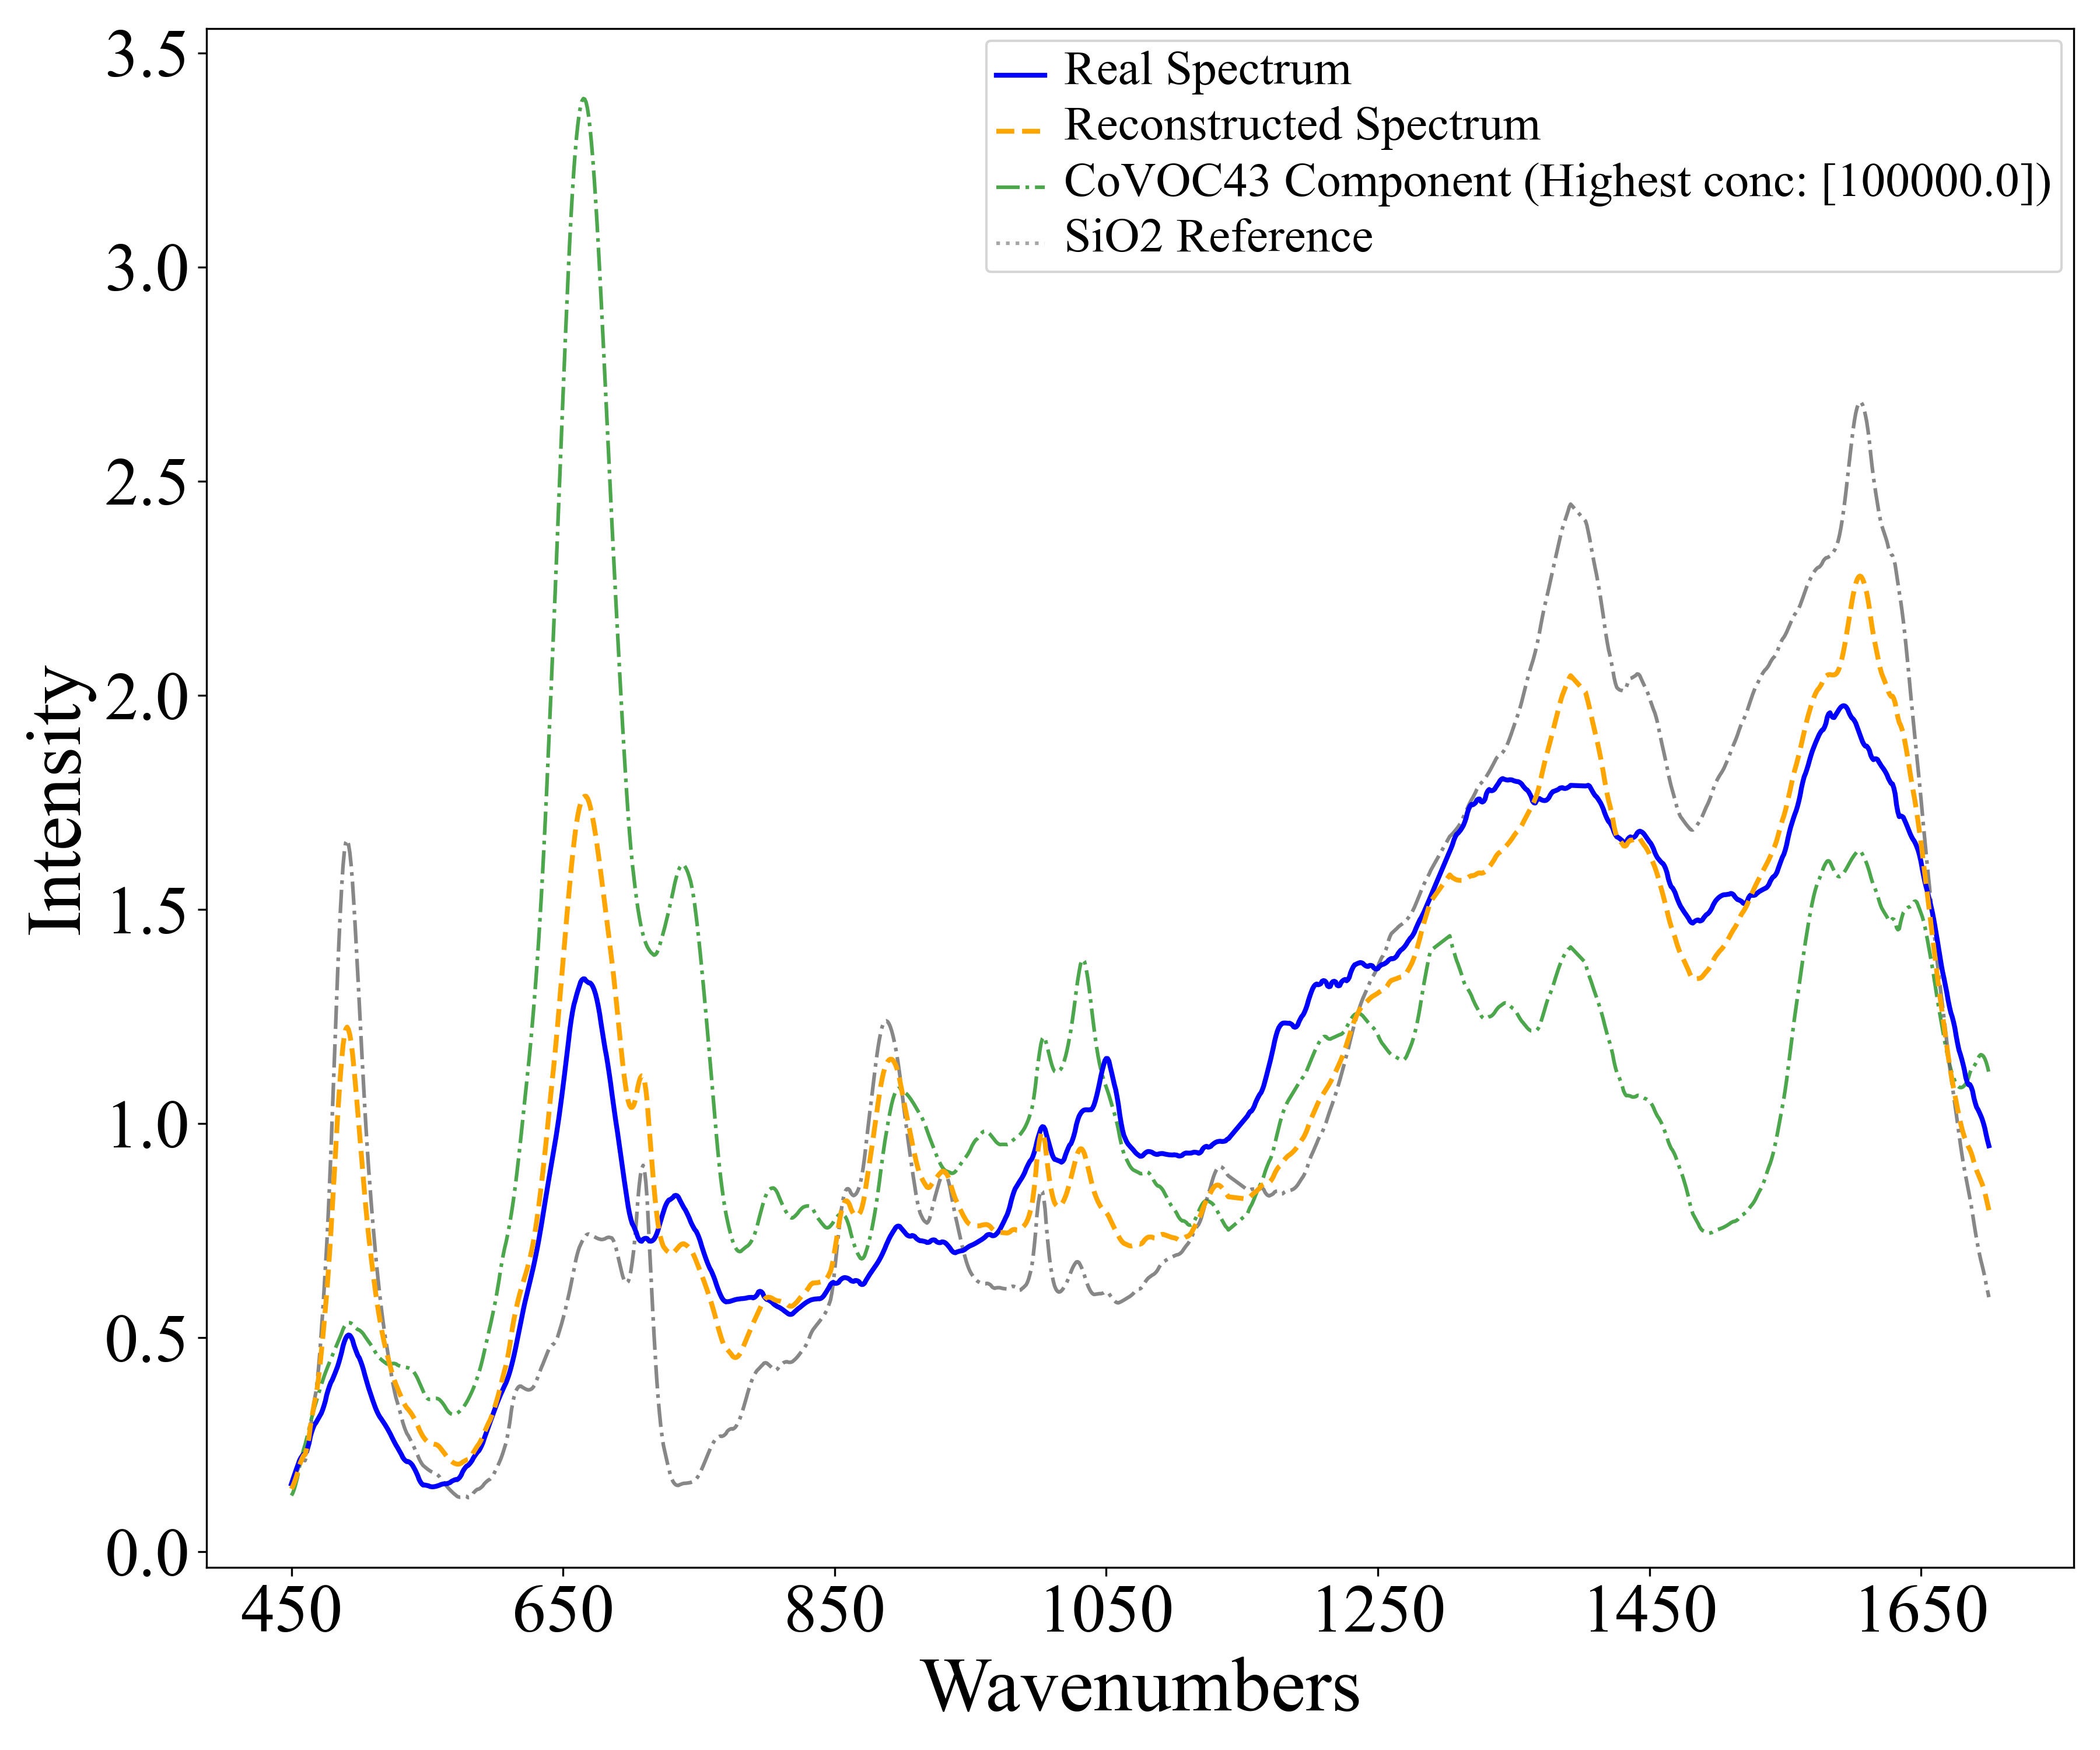 Real Spectrum
Reconstructed Spectrum
CoVOC43 Component (Highest conc: [100000.0])
SiO2 Reference
3.5
3.0
2.5
2.0
1.5
1.0
0.5
0.0
Intensity
450 650 850 1050 1250 1450 1650
Wavenumbers